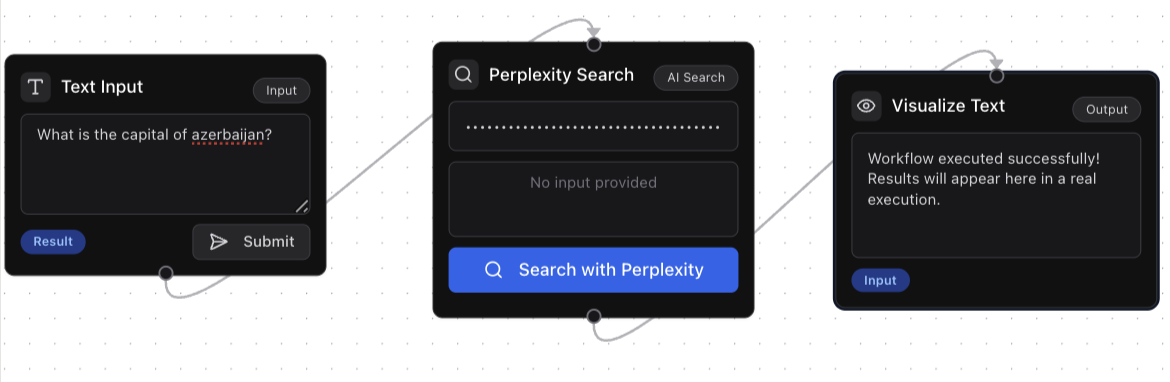 Text Input
Input
What is the capital of azerbaijan?
Result
Submit
Perplexity Search
AI Search
••••••••••••••••••••••••••••••••••••
No input provided
Search with Perplexity
Visualize Text
Output
Workflow executed successfully!
Results will appear here in a real
execution.
Input